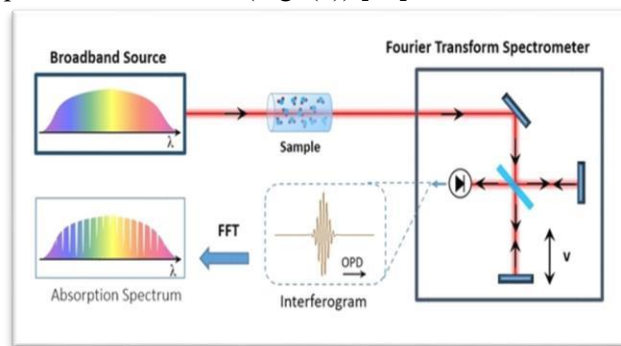 Broadband Source
Fourier Transform Spectrometer
λ
Sample
FFT
OPD
v
λ
Absorption Spectrum
Interferogram